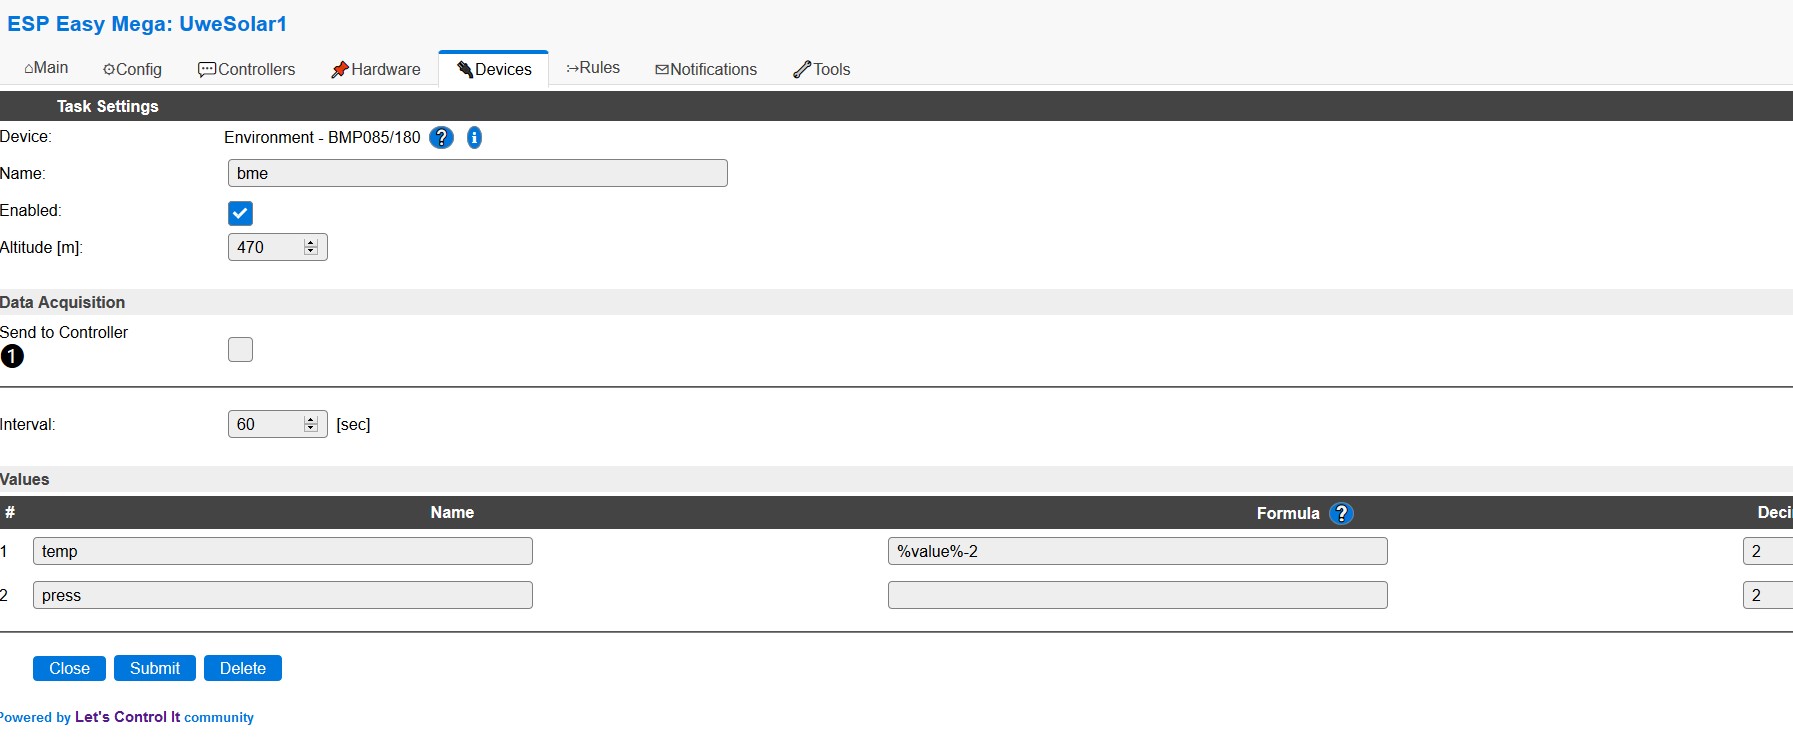 ESP Easy Mega: UweSolar1
⌂Main ⚙Config Controllers Hardware Devices Rules Notifications Tools
Task Settings
Device: Environment - BMP085/180 ? i
Name: bme
Enabled:
Altitude [m]: 470
Data Acquisition
Send to Controller
1
Interval: 60 [sec]
Values
# Name Formula ? Deci
1 temp %value%-2 2
2 press 2
Close Submit Delete
Powered by Let's Control It community